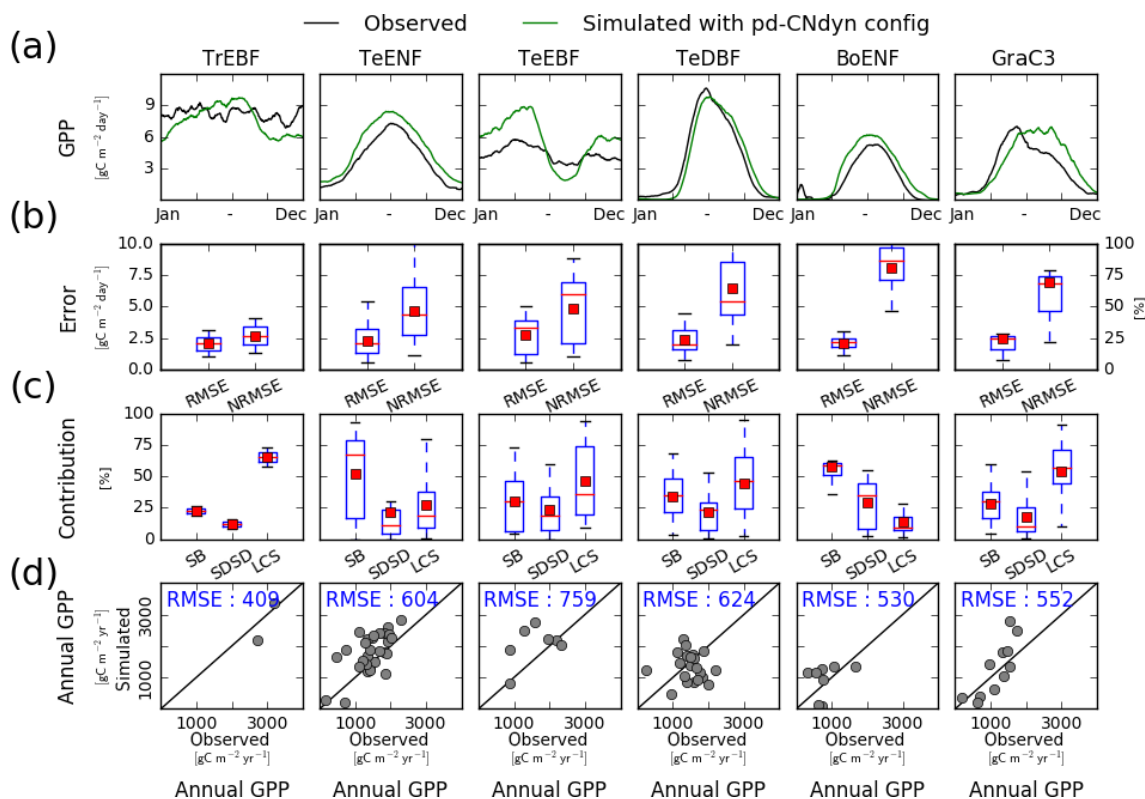 Observed Simulated with pd-CNdyn config
(a)
TrEBF TeENF TeEBF TeDBF BoENF GraC3
GPP
[gC m⁻² day⁻¹]
9
6
3
Jan - Dec Jan - Dec Jan - Dec Jan - Dec Jan - Dec Jan - Dec
(b)
Error
[gC m⁻² day⁻¹]
10.0
7.5
5.0
2.5
0.0
100
75
50
25
0
[%]
RMSE NRMSE RMSE NRMSE RMSE NRMSE RMSE NRMSE RMSE NRMSE RMSE NRMSE
(c)
Contribution
[%]
100
75
50
25
0
SB SDSD LCS SB SDSD LCS SB SDSD LCS SB SDSD LCS SB SDSD LCS SB SDSD LCS
(d)
Annual GPP
[gC m⁻² yr⁻¹]
Simulated
3000
1000
RMSE : 409 RMSE : 604 RMSE : 759 RMSE : 624 RMSE : 530 RMSE : 552
1000 3000 1000 3000 1000 3000 1000 3000 1000 3000 1000 3000
Observed Observed Observed Observed Observed Observed
[gC m⁻² yr⁻¹] [gC m⁻² yr⁻¹] [gC m⁻² yr⁻¹] [gC m⁻² yr⁻¹] [gC m⁻² yr⁻¹] [gC m⁻² yr⁻¹]
Annual GPP Annual GPP Annual GPP Annual GPP Annual GPP Annual GPP